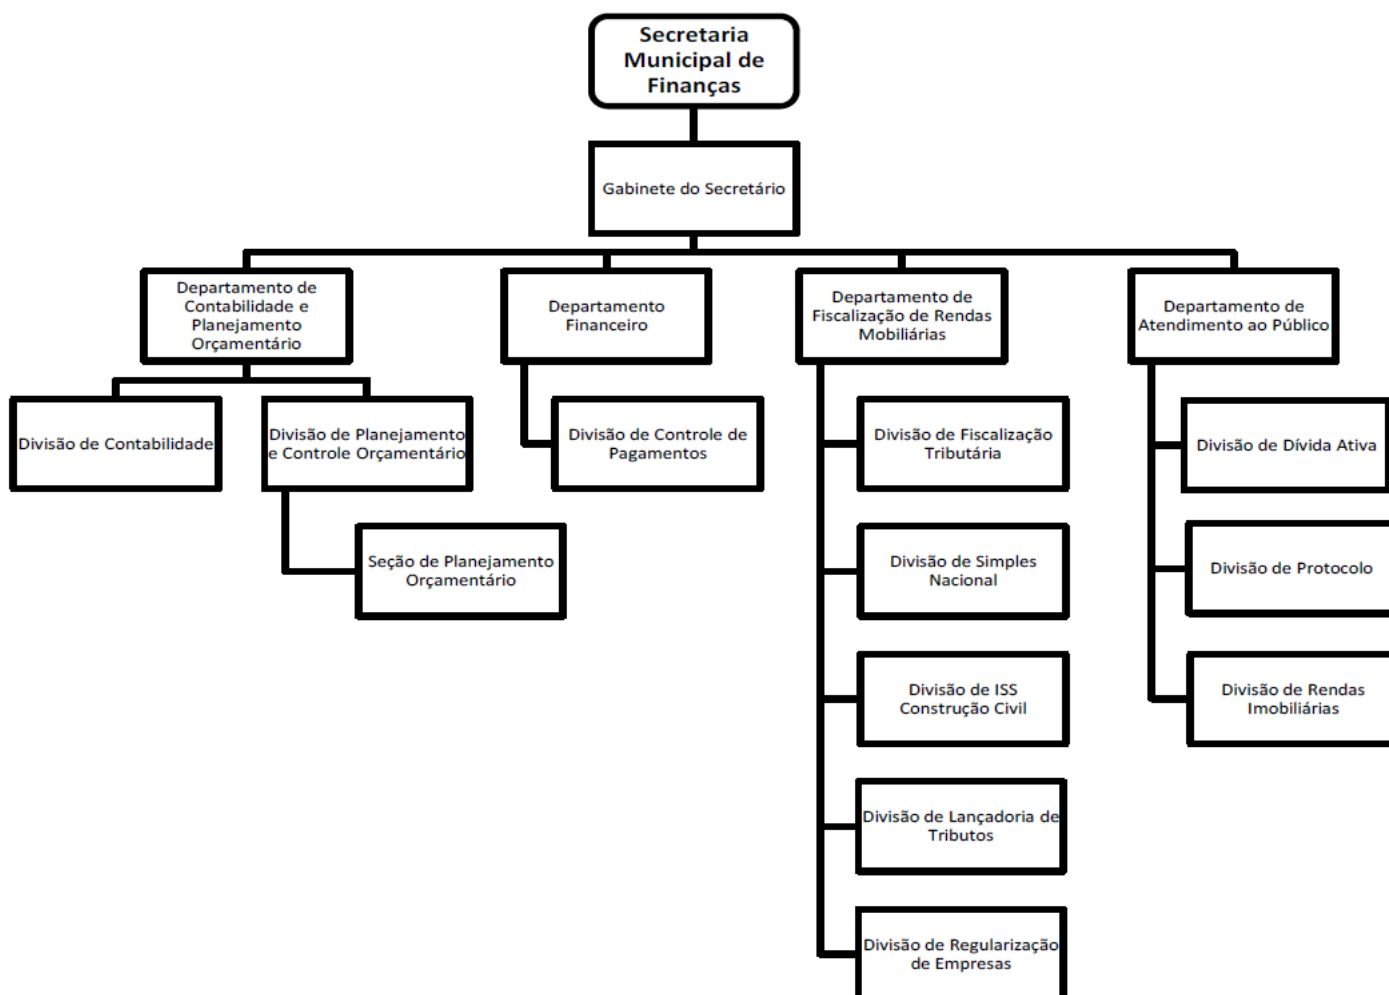 Secretaria
Municipal de
Finanças
Gabinete do Secretário
Departamento de
Contabilidade e
Planejamento
Orçamentário
Departamento
Financeiro
Departamento de
Fiscalização de Rendas
Mobiliárias
Departamento de
Atendimento ao Público
Divisão de Contabilidade
Divisão de Planejamento
e Controle Orçamentário
Divisão de Controle de
Pagamentos
Divisão de Fiscalização
Tributária
Divisão de Dívida Ativa
Seção de Planejamento
Orçamentário
Divisão de Simples
Nacional
Divisão de Protocolo
Divisão de ISS
Construção Civil
Divisão de Rendas
Imobiliárias
Divisão de Lançadoria de
Tributos
Divisão de Regularização
de Empresas